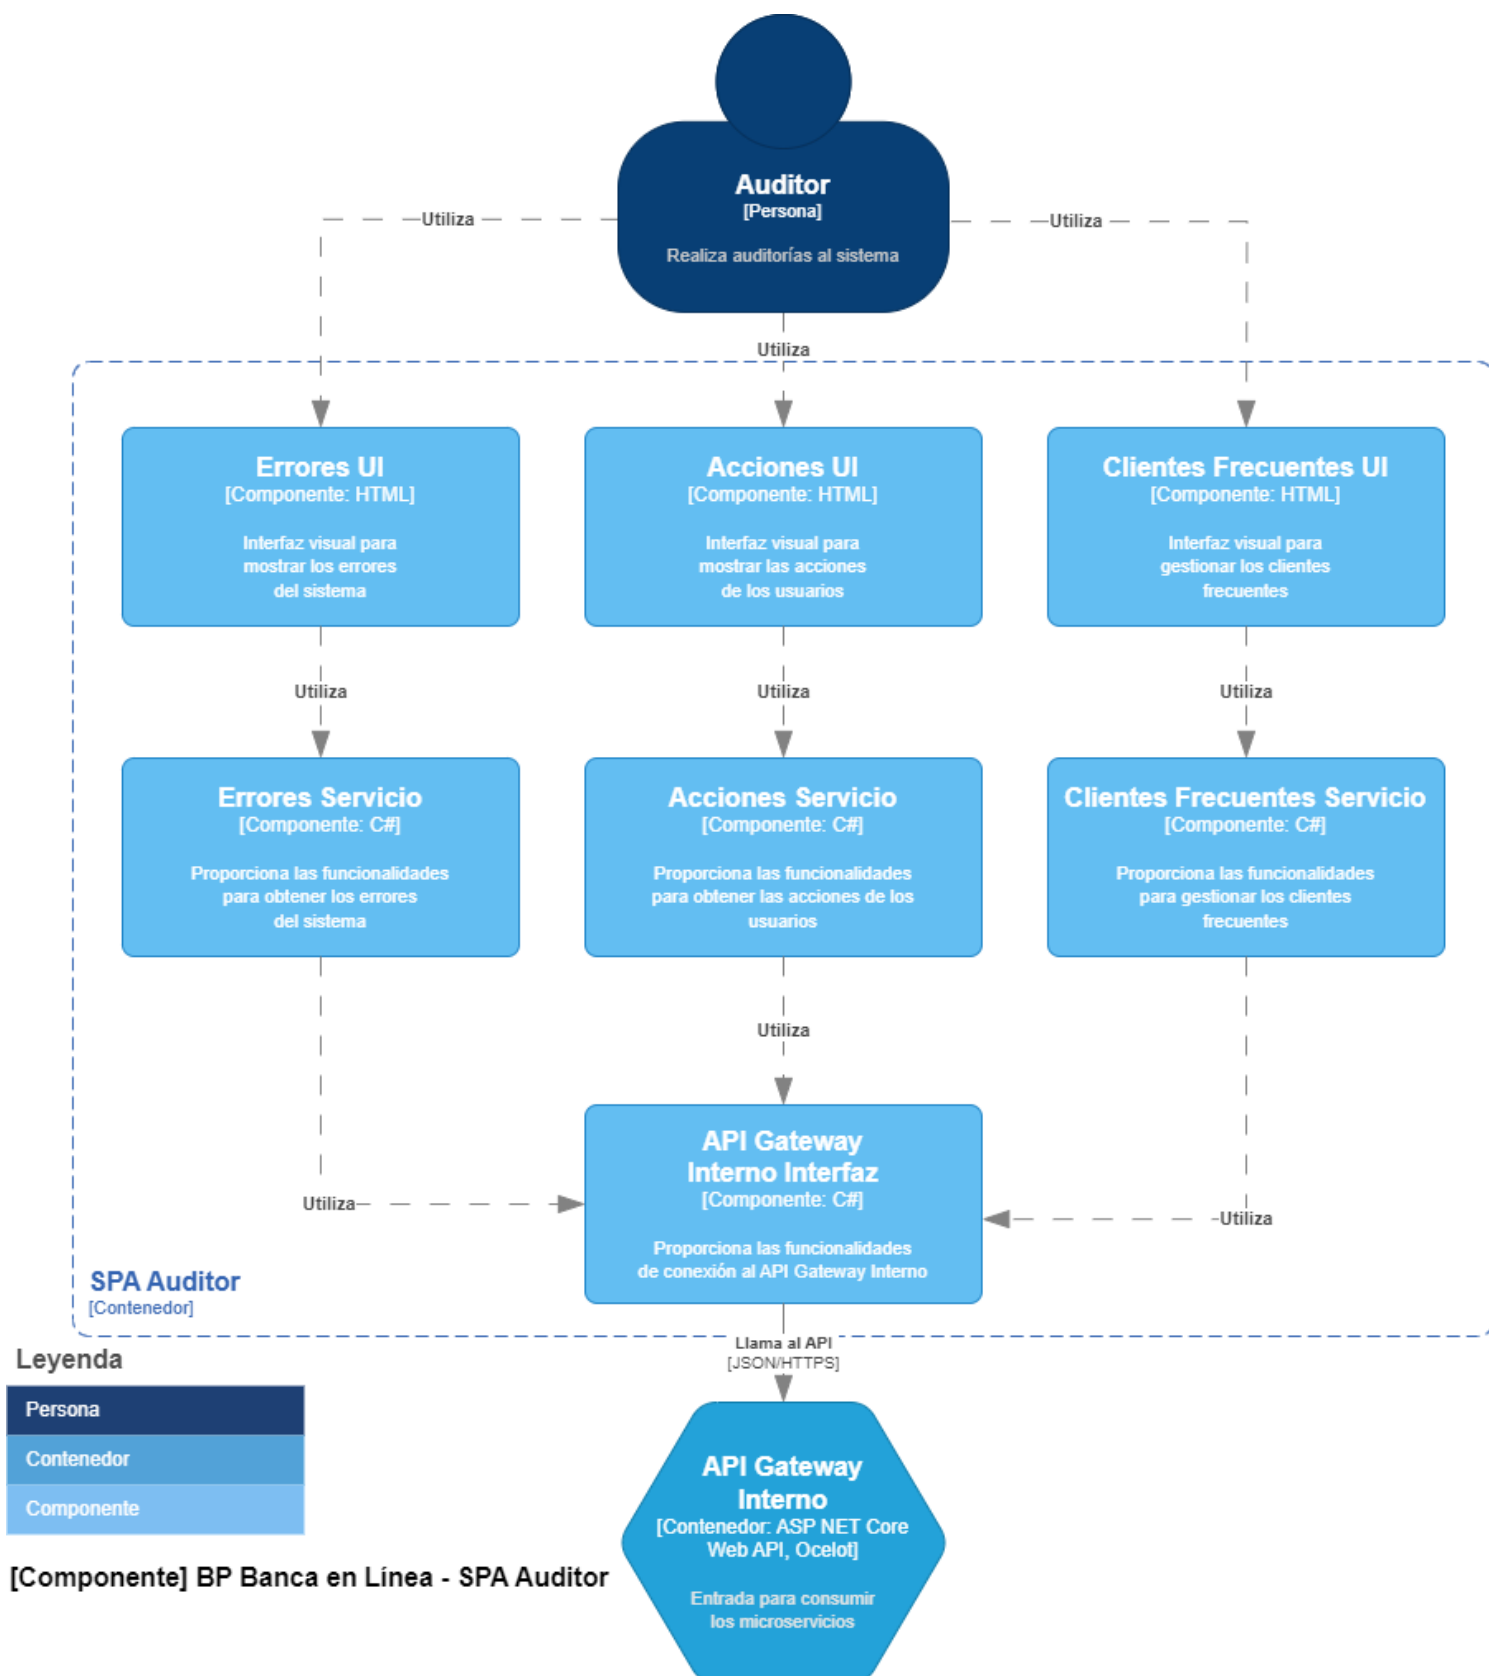 Auditor
[Persona]
Realiza auditorías al sistema
Utiliza
Utiliza
Utiliza
Errores UI
[Componente: HTML]
Interfaz visual para
mostrar los errores
del sistema
Acciones UI
[Componente: HTML]
Interfaz visual para
mostrar las acciones
de los usuarios
Clientes Frecuentes UI
[Componente: HTML]
Interfaz visual para
gestionar los clientes
frecuentes
Utiliza
Utiliza
Utiliza
Errores Servicio
[Componente: C#]
Proporciona las funcionalidades
para obtener los errores
del sistema
Acciones Servicio
[Componente: C#]
Proporciona las funcionalidades
para obtener las acciones de los
usuarios
Clientes Frecuentes Servicio
[Componente: C#]
Proporciona las funcionalidades
para gestionar los clientes
frecuentes
Utiliza
Utiliza
Utiliza
API Gateway
Interno Interfaz
[Componente: C#]
Proporciona las funcionalidades
de conexión al API Gateway Interno
SPA Auditor
[Contenedor]
Llama al API
[JSON/HTTPS]
Leyenda
Persona
Contenedor
Componente
API Gateway
Interno
[Contenedor: ASP NET Core
Web API, Ocelot]
Entrada para consumir
los microservicios
[Componente] BP Banca en Línea - SPA Auditor